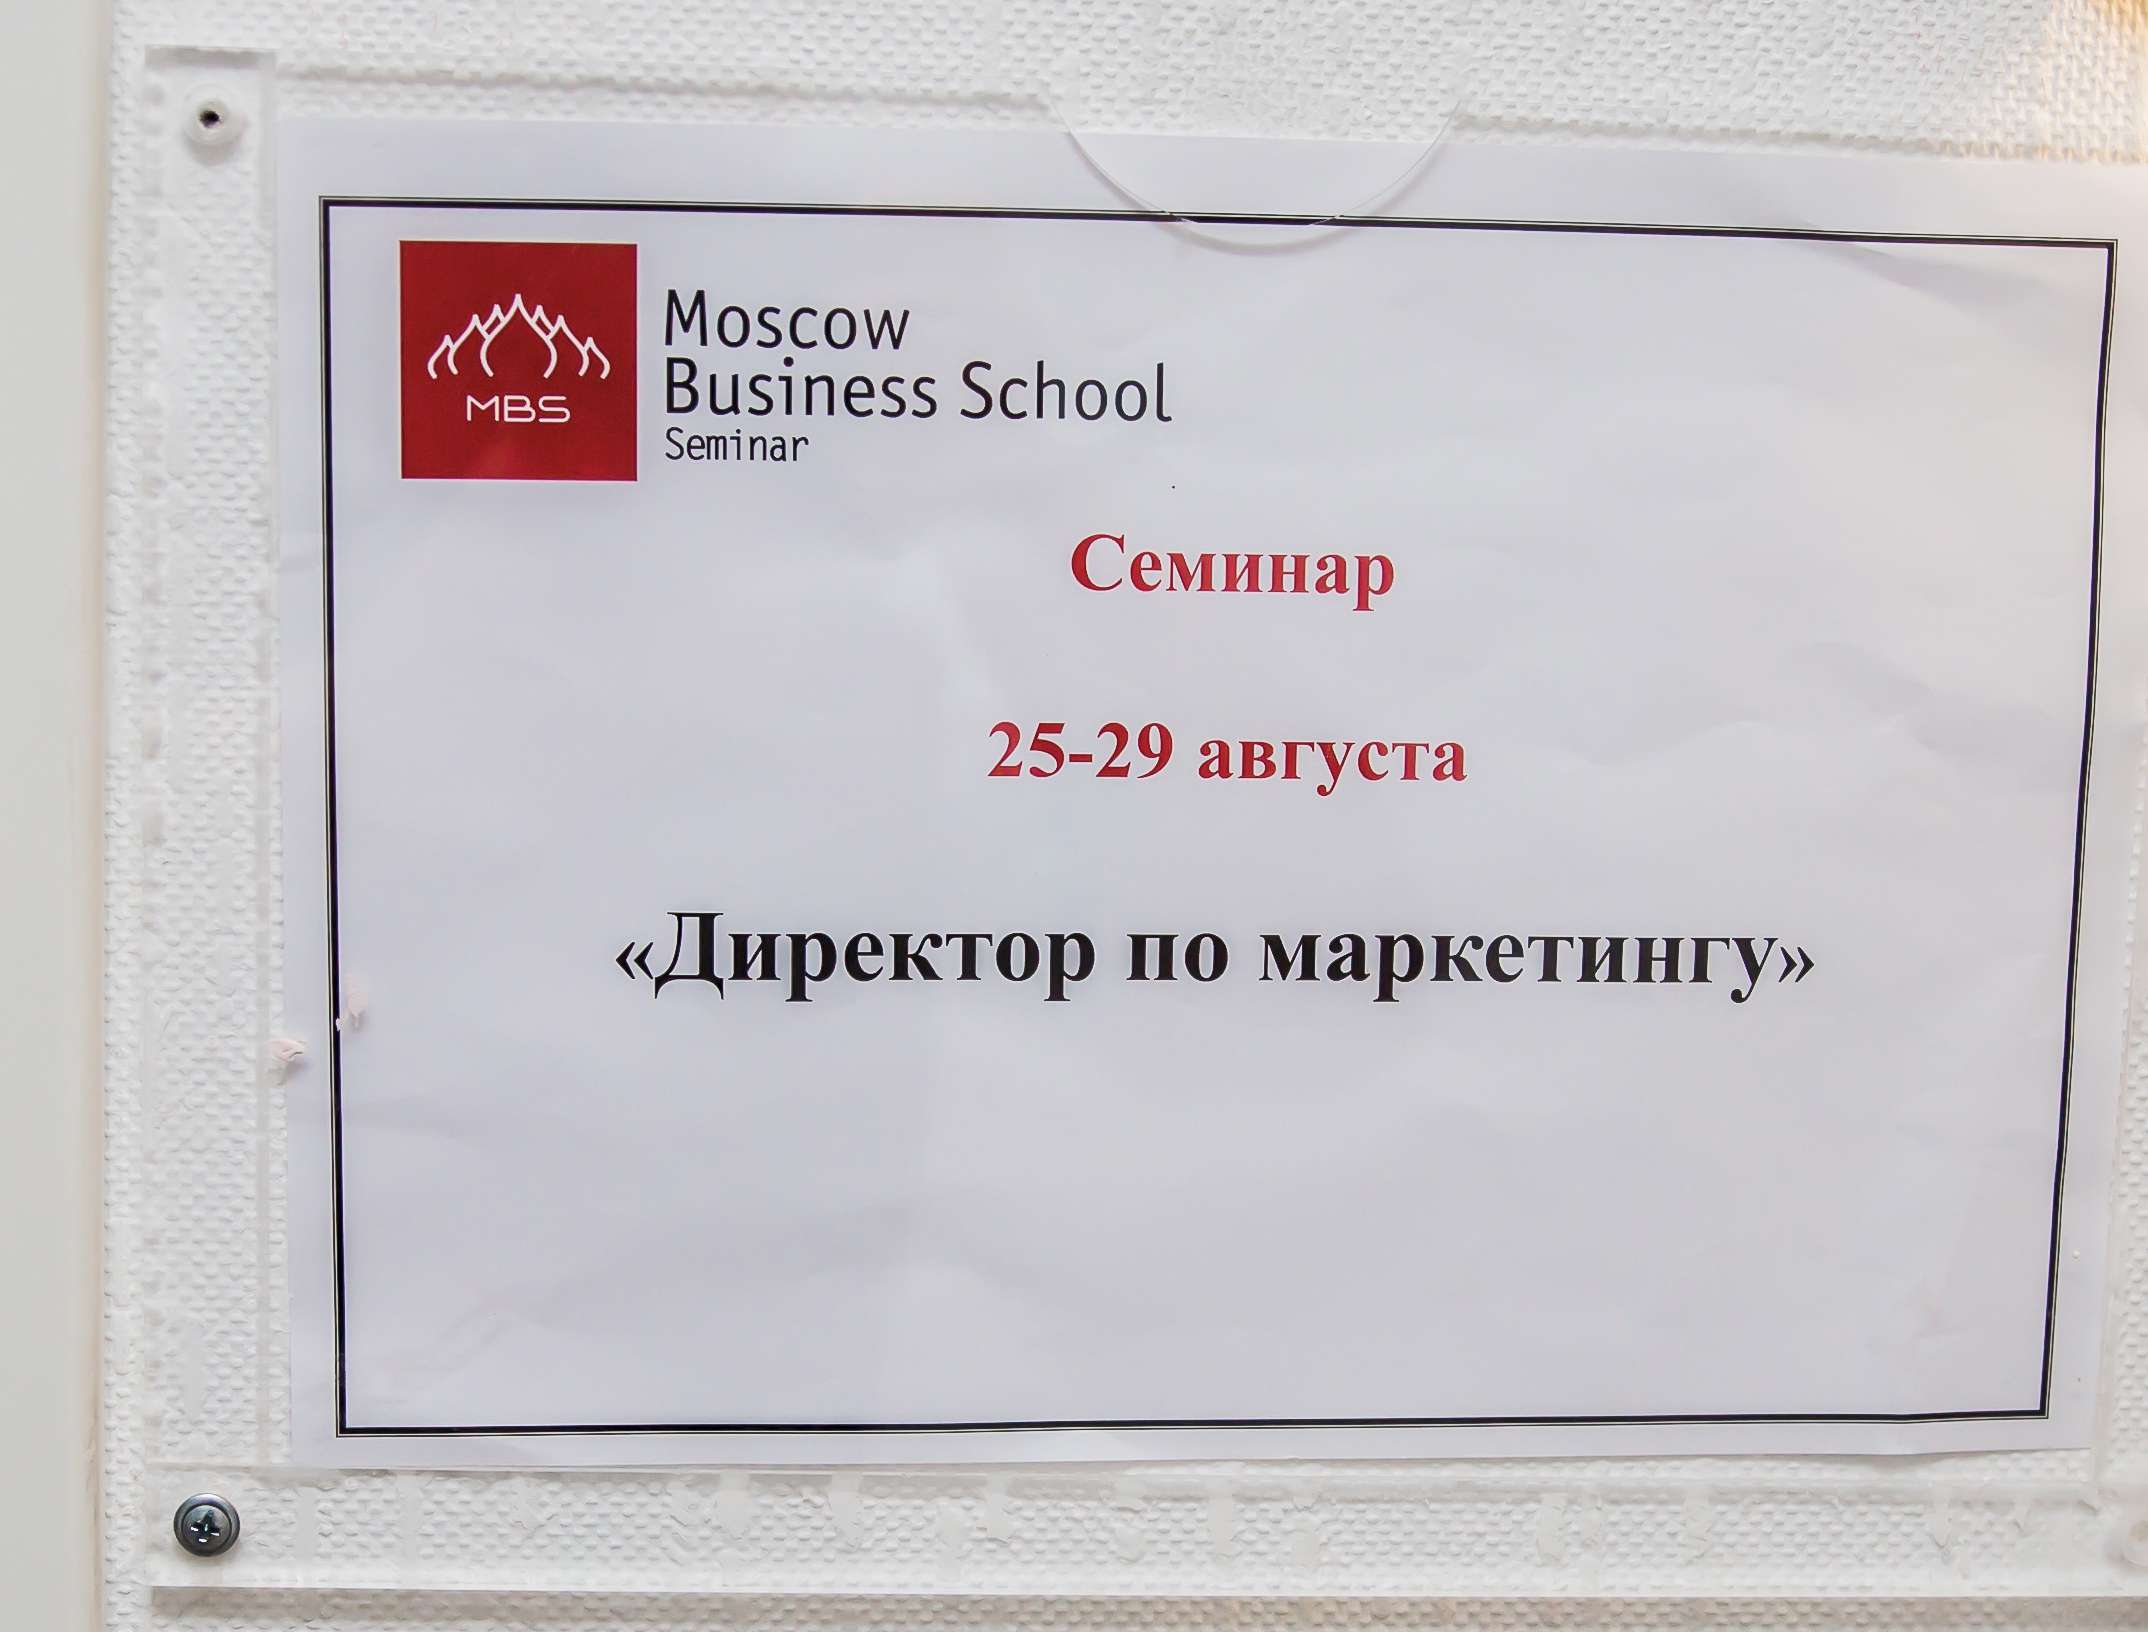 MBS
Moscow
Business School
Seminar
Семинар
25-29 августа
«Директор по маркетингу»